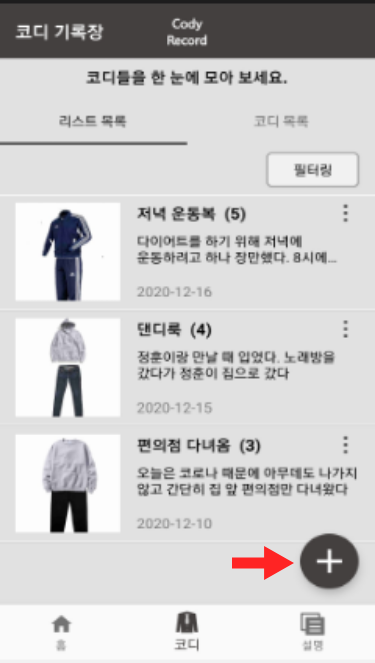 코디 기록장
Cody
Record
코디들을 한 눈에 모아 보세요.
리스트 목록
코디 목록
필터링
저녁 운동복 (5)
다이어트를 하기 위해 저녁에
운동하려고 하나 장만했다. 8시에...
2020-12-16
댄디룩 (4)
정훈이랑 만날 때 입었다. 노래방을
갔다가 정훈이 집으로 갔다
2020-12-15
편의점 다녀옴 (3)
오늘은 코로나 때문에 아무데도 나가지
않고 간단히 집 앞 편의점만 다녀왔다
2020-12-10
홈
코디
설명